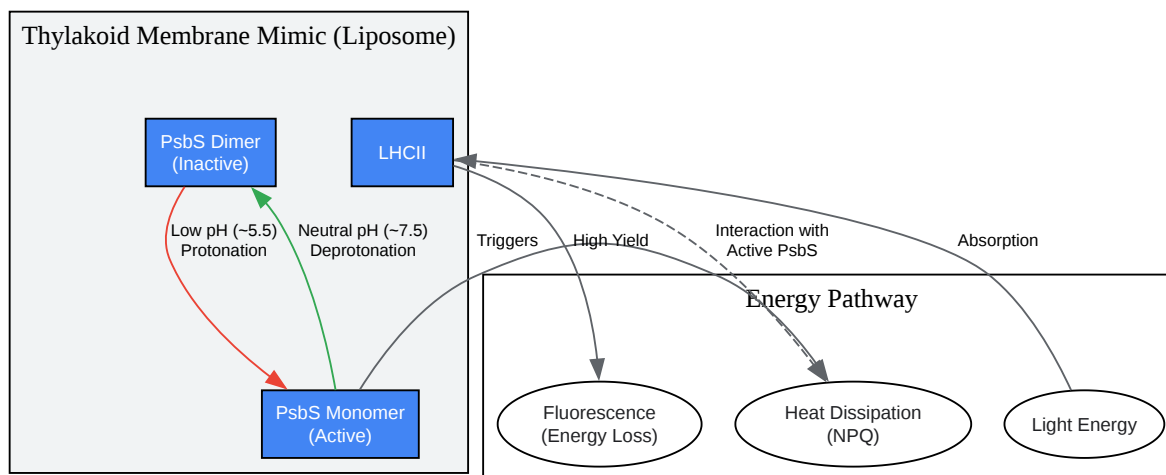 Thylakoid Membrane Mimic (Liposome)
PsbS Dimer
(Inactive)
LHCII
Low pH (~5.5)
Protonation
Neutral pH (~7.5)
Deprotonation
Triggers
High Yield
Interaction with
Active PsbS
Absorption
Energy Pathway
PsbS Monomer
(Active)
Fluorescence
(Energy Loss)
Heat Dissipation
(NPQ)
Light Energy